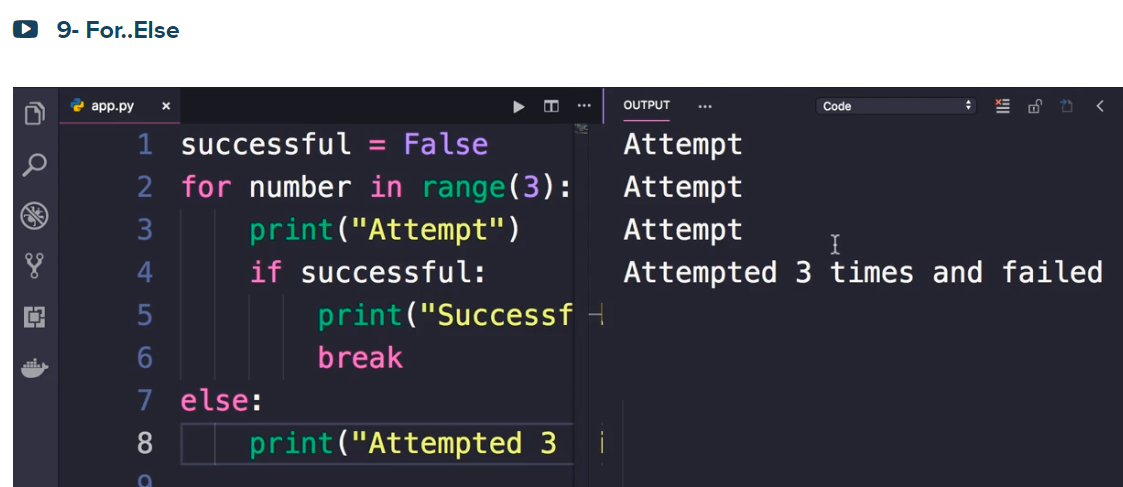 9- For..Else
app.py
OUTPUT
Code
1 successful = False
2 for number in range(3):
3 print("Attempt")
4 if successful:
5 print("Successf
6 break
7 else:
8 print("Attempted 3
9
Attempt
Attempt
Attempt
Attempted 3 times and failed